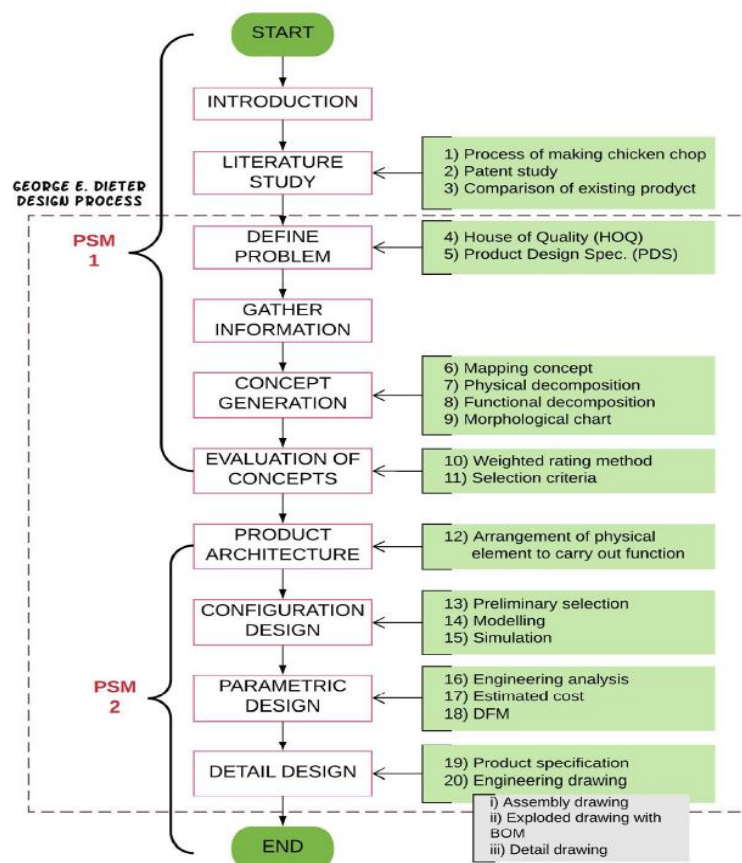 START
INTRODUCTION
LITERATURE
STUDY
1) Process of making chicken chop
2) Patent study
3) Comparison of existing prodyct
GEORGE E. DIETER
DESIGN PROCESS
PSM
1
DEFINE
PROBLEM
4) House of Quality (HOQ)
5) Product Design Spec. (PDS)
GATHER
INFORMATION
CONCEPT
GENERATION
6) Mapping concept
7) Physical decomposition
8) Functional decomposition
9) Morphological chart
EVALUATION OF
CONCEPTS
10) Weighted rating method
11) Selection criteria
PRODUCT
ARCHITECTURE
12) Arrangement of physical
element to carry out function
CONFIGURATION
DESIGN
13) Preliminary selection
14) Modelling
15) Simulation
PSM
2
PARAMETRIC
DESIGN
16) Engineering analysis
17) Estimated cost
18) DFM
DETAIL DESIGN
19) Product specification
20) Engineering drawing
i) Assembly drawing
ii) Exploded drawing with
BOM
iii) Detail drawing
END